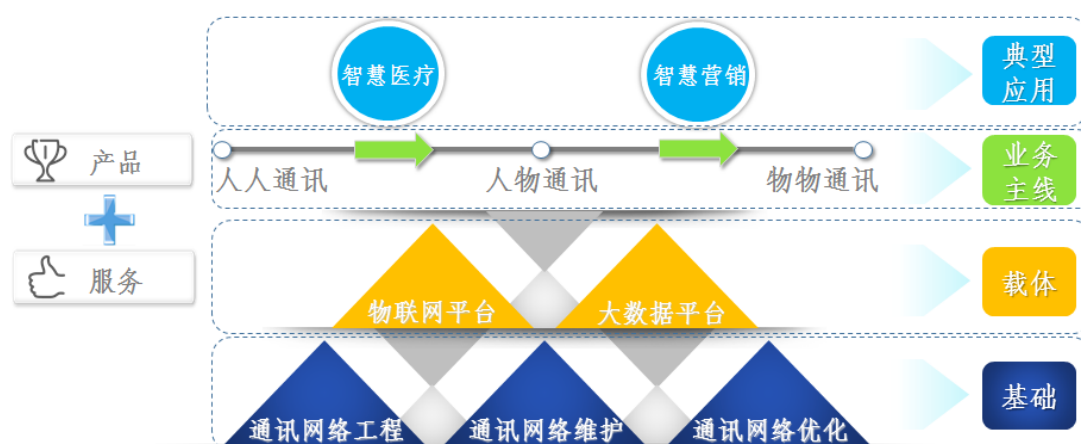 智慧医疗
智慧营销
典型
应用
产品
人人通讯
人物通讯
物物通讯
业务
主线
服务
物联网平台
大数据平台
载体
通讯网络工程
通讯网络维护
通讯网络优化
基础